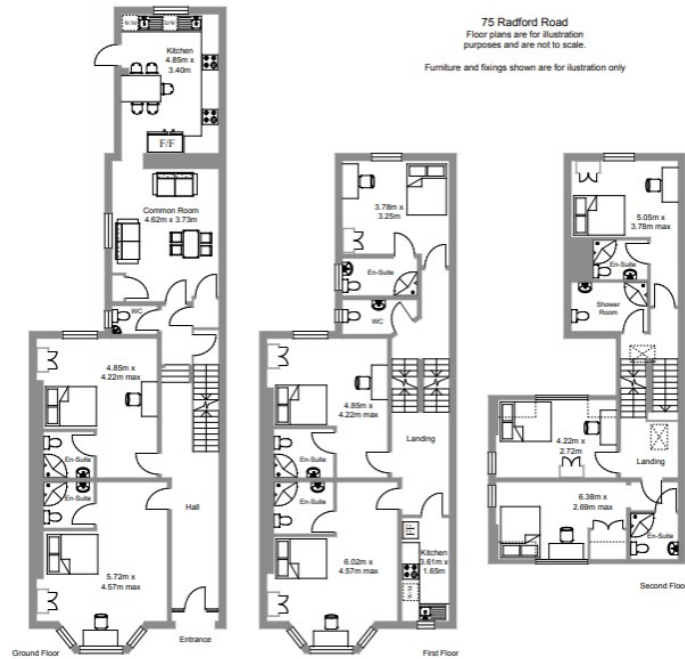 75 Radford Road
Floor plans are for illustration
purposes and are not to scale.
Furniture and fixings shown are for ilustration only
W/M
D/W
Kitchen
4.85m x
3.40m
F/F
Common Room
4.62m x 3.73m
WC
4.85m x
4.22m max
En-Suite
En-Suite
Hall
5.72m x
4.57m max
Entrance
Ground Floor
3.78m x
3.25m
En-Suite
WC
4.85m x
4.22m max
En-Suite
Landing
En-Suite
6.02m x
4.57m max
Kitchen
3.61m x
1.65m
W/M
First Floor
5.05m x
3.78m max
En-Suite
Shower
Room
4.22m x
2.72m
Landing
6.38m x
2.69m max
En-Suite
Second Floor